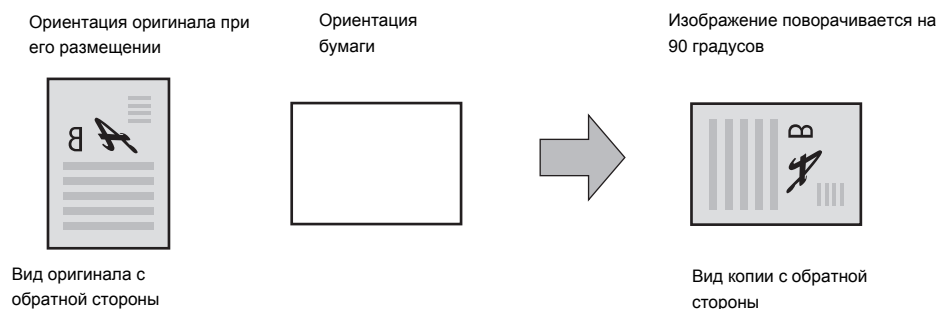 Ориентация оригинала при
его размещении
Ориентация
бумаги
Изображение поворачивается на
90 градусов
B A
B
A
Вид оригинала с
обратной стороны
Вид копии с обратной
стороны